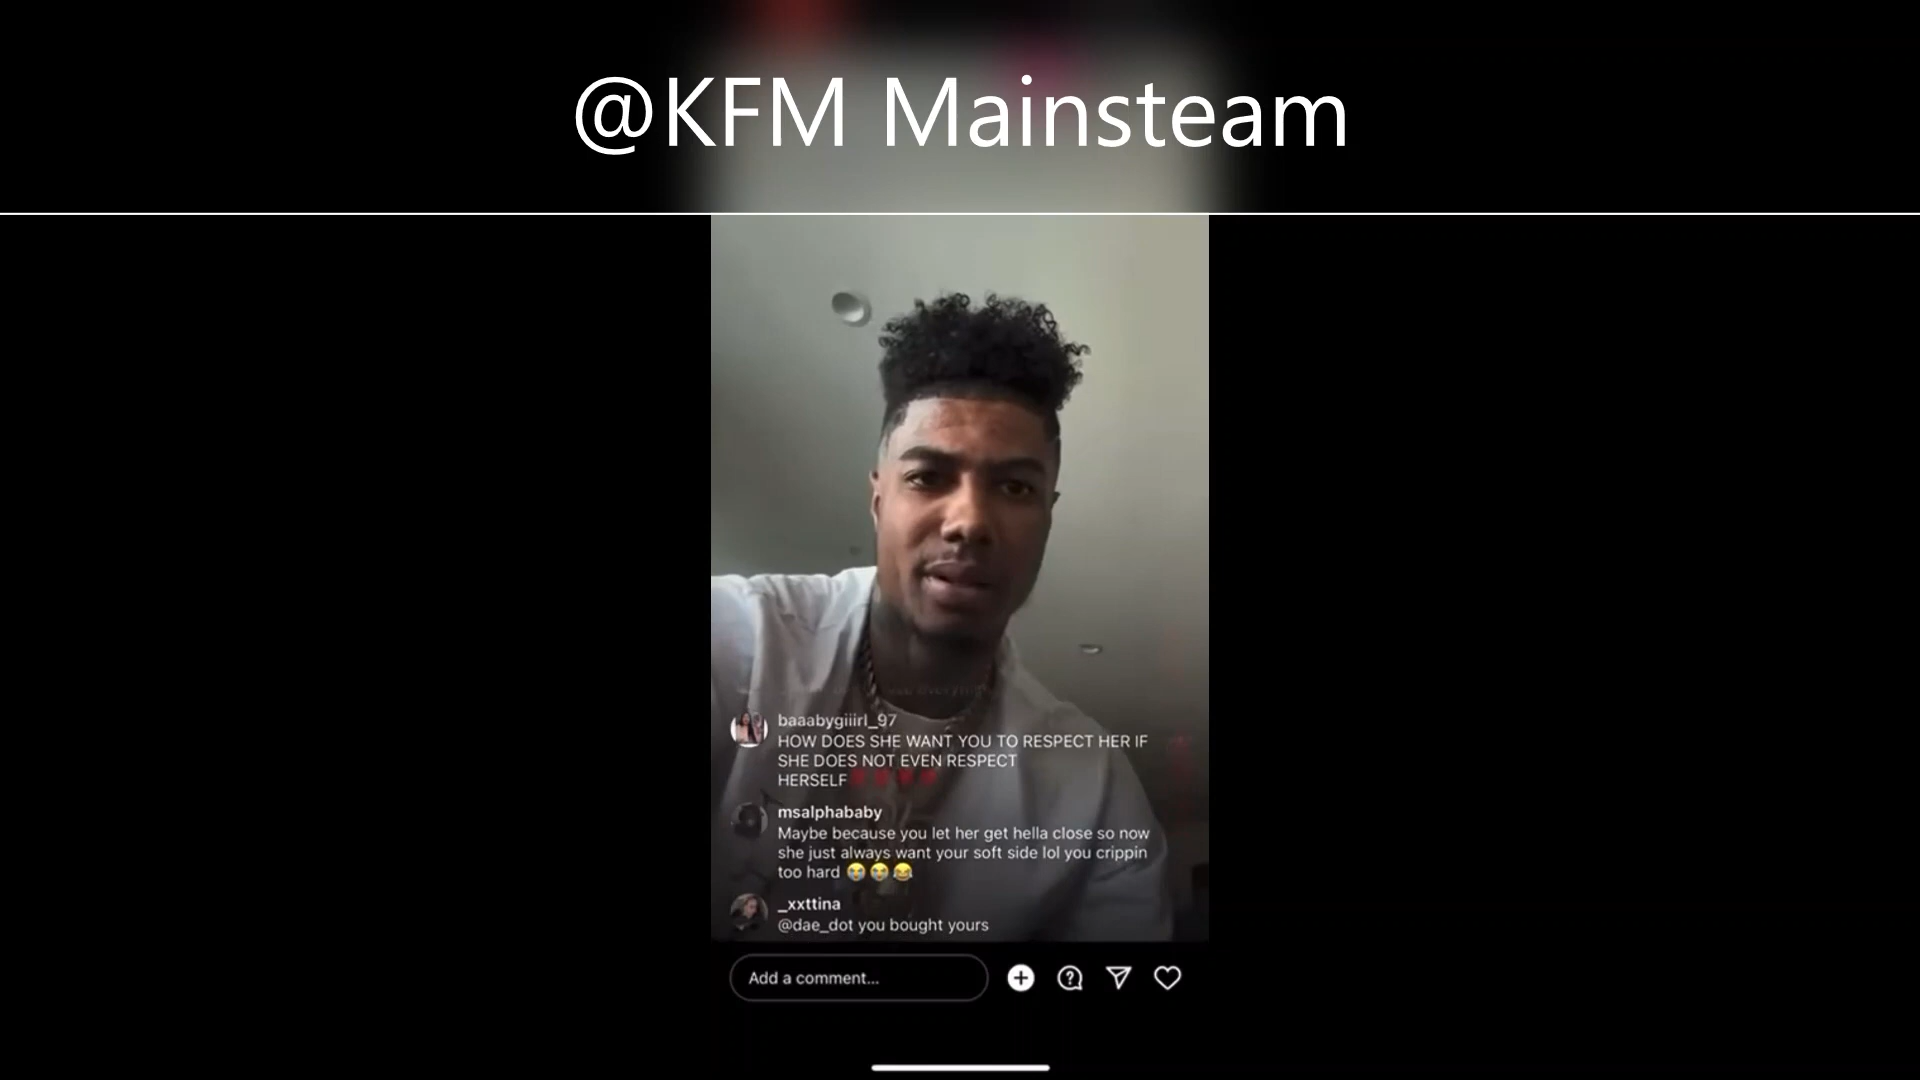 @KFM Mainsteam
baaabygiiirl_97
HOW DOES SHE WANT YOU TO RESPECT HER IF
SHE DOES NOT EVEN RESPECT
HERSELF
msalphababy
Maybe because you let her get hella close so now
she just always want your soft side lol you crippin
too hard 😭😭😂
_xxttina
@dae_dot you bought yours
Add a comment...